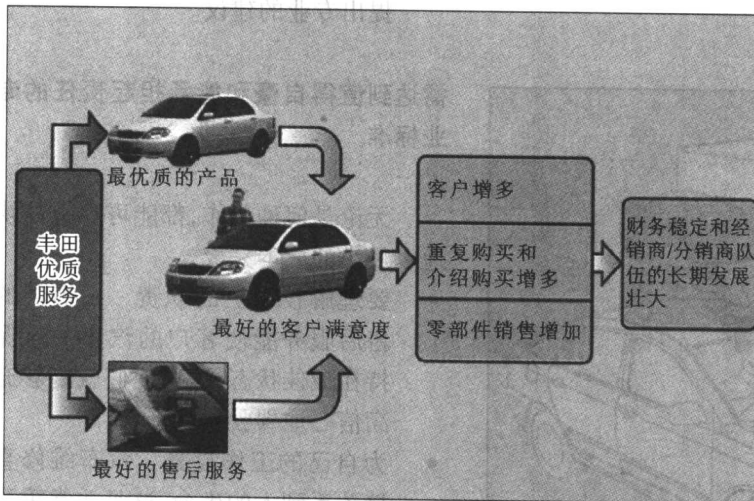 最优质的产品
丰田
优质
服务
最好的客户满意度
最好的售后服务
客户增多
重复购买和
介绍购买增多
零部件销售增加
财务稳定和经
销商/分销商队
伍的长期发展
壮大